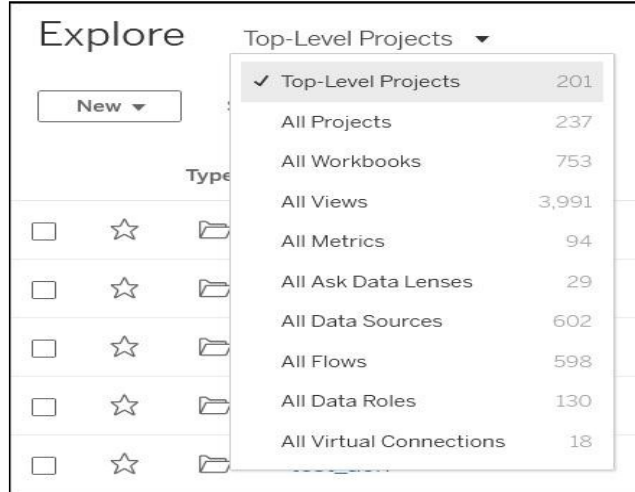 Explore Top-Level Projects
Top-Level Projects 201
New
All Projects 237
All Workbooks 753
Type
All Views 3,991
All Metrics 94
All Ask Data Lenses 29
All Data Sources 602
All Flows 598
All Data Roles 130
All Virtual Connections 18